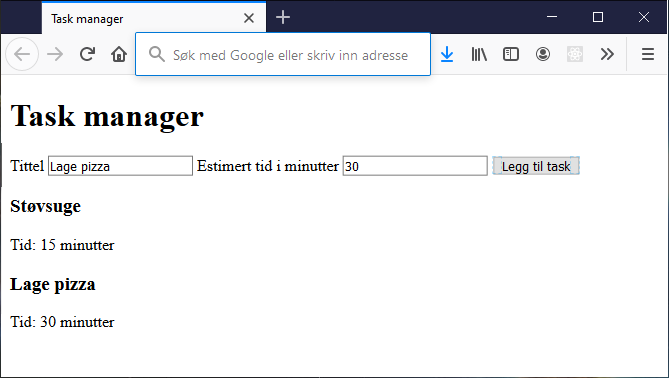 Task manager
Søk med Google eller skriv inn adresse
Task manager
Tittel Lage pizza Estimert tid i minutter 30 Legg til task
Støvsuge
Tid: 15 minutter
Lage pizza
Tid: 30 minutter